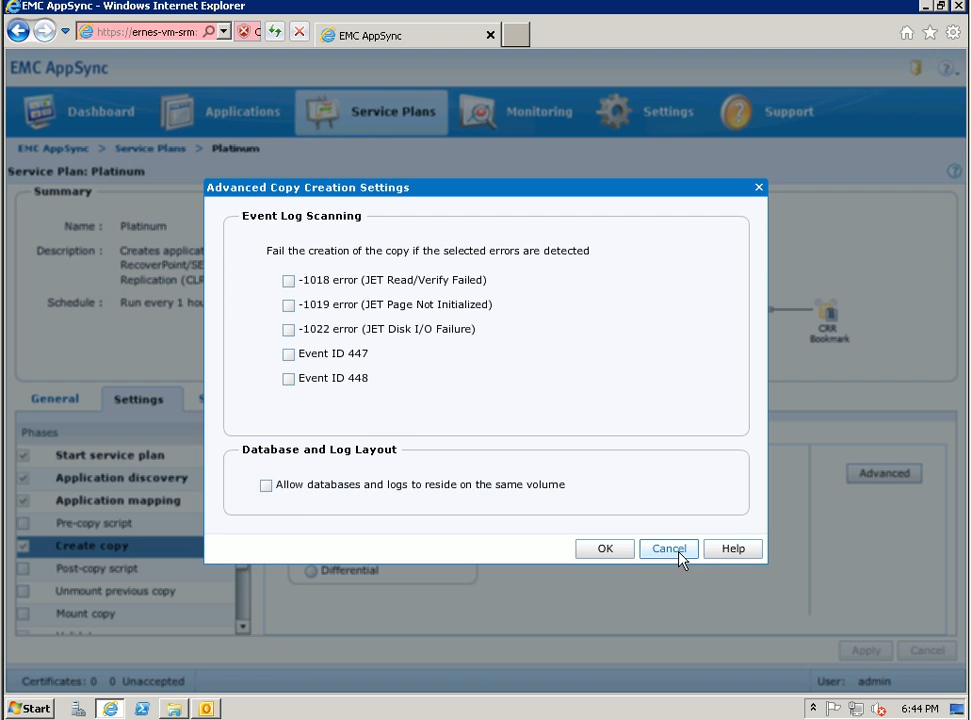 EMC AppSync - Windows Internet Explorer
https://ernes-vm-srm:
EMC AppSync
EMC AppSync
Dashboard
Applications
Service Plans
Monitoring
Settings
Support
EMC AppSync > Service Plans > Platinum
Service Plan: Platinum
Summary
Name : Platinum
Description : Creates applicat
RecoverPoint/SE
Replication (CLR
Schedule : Run every 1 hou
CRR
Bookmark
General
Settings
S
Phases
Start service plan
Application discovery
Application mapping
Pre-copy script
Create copy
Post-copy script
Unmount previous copy
Mount copy
Advanced
Differential
Apply
Cancel
Advanced Copy Creation Settings
Event Log Scanning
Fail the creation of the copy if the selected errors are detected
-1018 error (JET Read/Verify Failed)
-1019 error (JET Page Not Initialized)
-1022 error (JET Disk I/O Failure)
Event ID 447
Event ID 448
Database and Log Layout
Allow databases and logs to reside on the same volume
OK
Cancel
Help
Certificates: 0 0 Unaccepted
User: admin
Start
6:44 PM